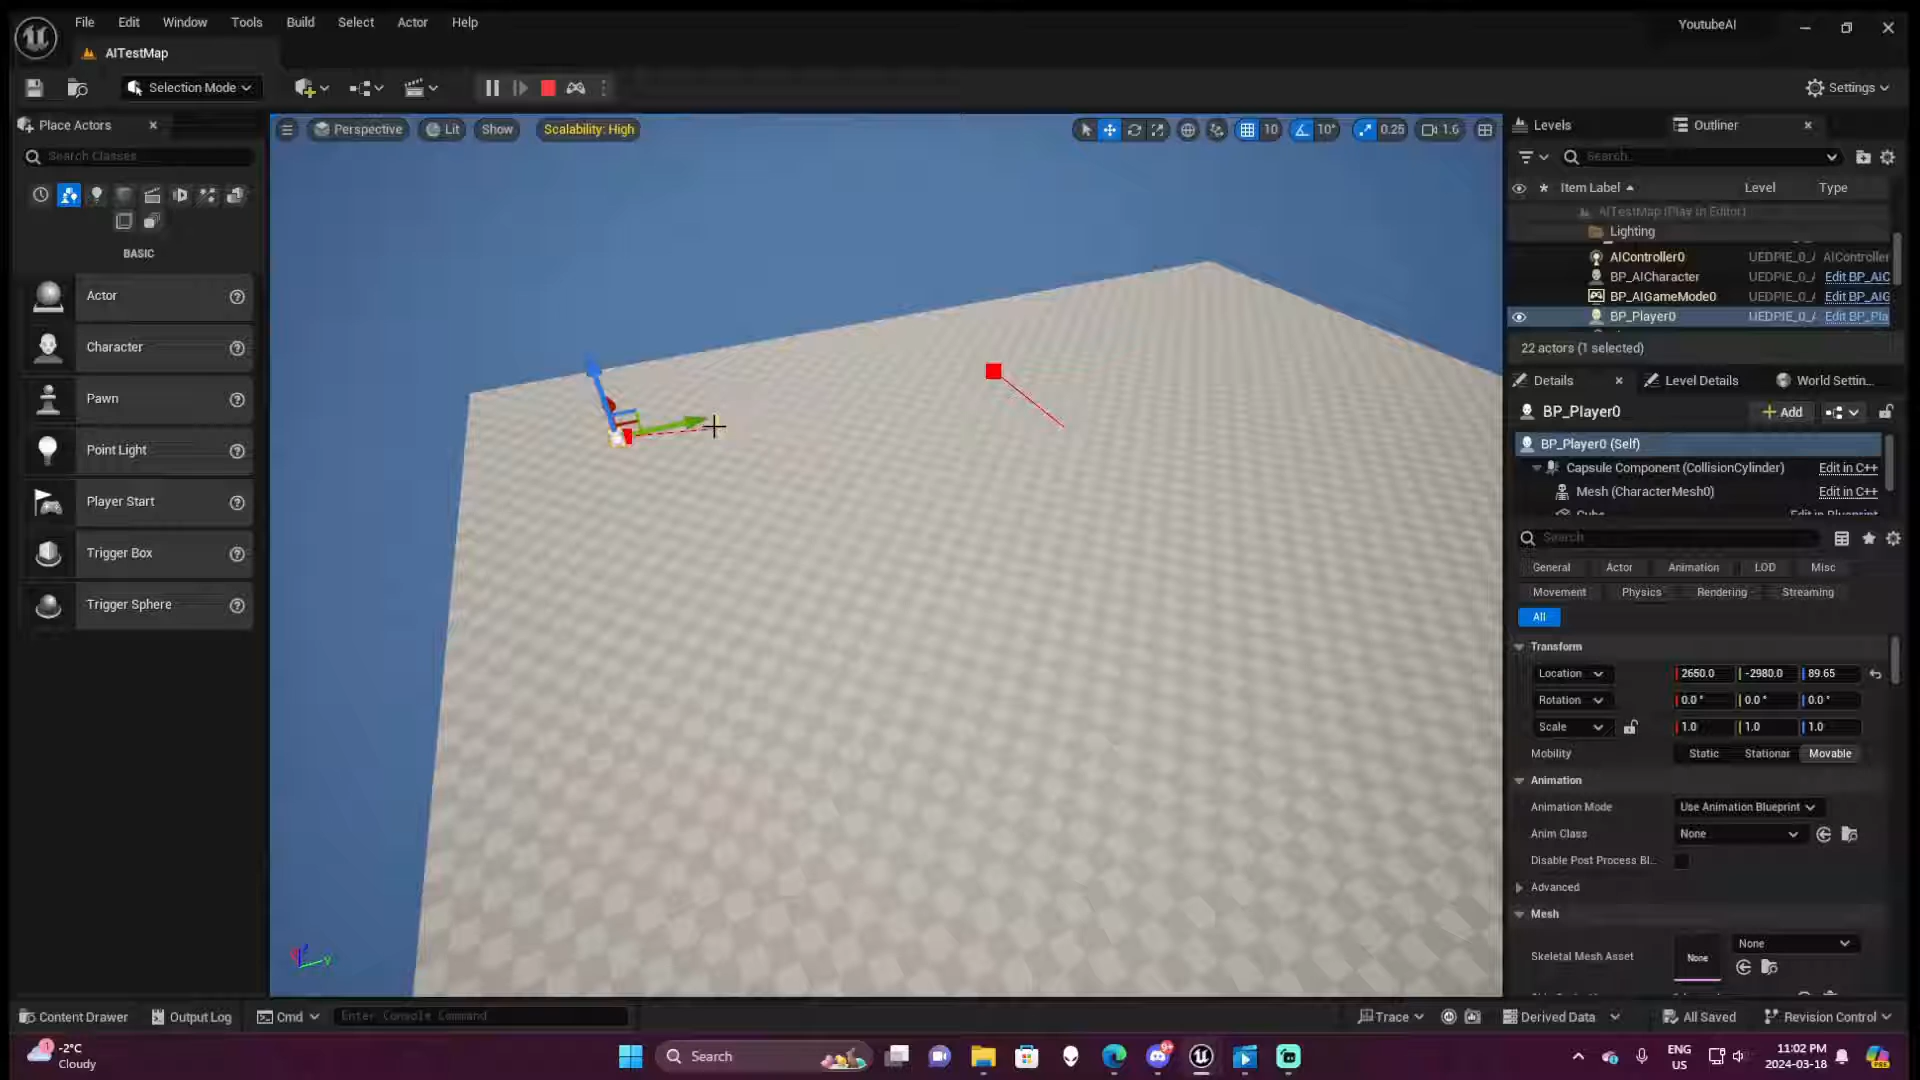 File Edit Window Tools Build Select Actor Help
YoutubeAI
AITestMap
Selection Mode
Settings
Place Actors
Perspective Lit Show Scalability: High
10 10° 0.25 1.6
Levels Outliner
Search Classes
Search...
Item Label Level Type
AITestMap (Play In Editor)
Lighting
AIController0 UEDPIE_0_ AIController
BP_AICharacter UEDPIE_0_ Edit BP_AIC
BP_AIGameMode0 UEDPIE_0_ Edit BP_AIG
BP_Player0 UEDPIE_0_ Edit BP_Pla
22 actors (1 selected)
BASIC
Actor
Character
Pawn
Point Light
Player Start
Trigger Box
Trigger Sphere
Details Level Details World Settin...
BP_Player0 Add
BP_Player0 (Self)
Capsule Component (CollisionCylinder) Edit in C++
Mesh (CharacterMesh0) Edit in C++
Cube Edit in Blueprint
Search
General Actor Animation LOD Misc
Movement Physics Rendering Streaming
All
Transform
Location 2650.0 -2980.0 89.65
Rotation 0.0° 0.0° 0.0°
Scale 1.0 1.0 1.0
Mobility Static Stationar Movable
Animation
Animation Mode Use Animation Blueprint
Anim Class None
Disable Post Process Bl...
Advanced
Mesh
Skeletal Mesh Asset None None
z y
Content Drawer Output Log Cmd Enter Console Command
Trace Derived Data All Saved Revision Control
-2°C
Cloudy
Search
ENG
US
11:02 PM
2024-03-18